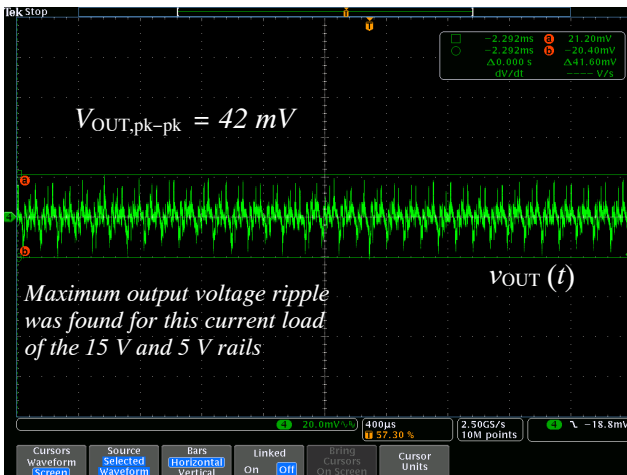 Tek Stop
T
T
−2.292ms a 21.20mV
−2.292ms b −20.40mV
Δ0.000 s Δ41.60mV
dV/dt −−−− V/s
VOUT,pk−pk = 42 mV
a
4
b
vOUT (t)
Maximum output voltage ripple
was found for this current load
of the 15 V and 5 V rails
4 20.0mV
400µs
T 57.30 %
2.50GS/s
10M points
4 −18.8mV
Cursors
Waveform
Screen
Source
Selected
Waveform
Bars
Horizontal
Vertical
Linked
On Off
Bring
Cursors
On Screen
Cursor
Units